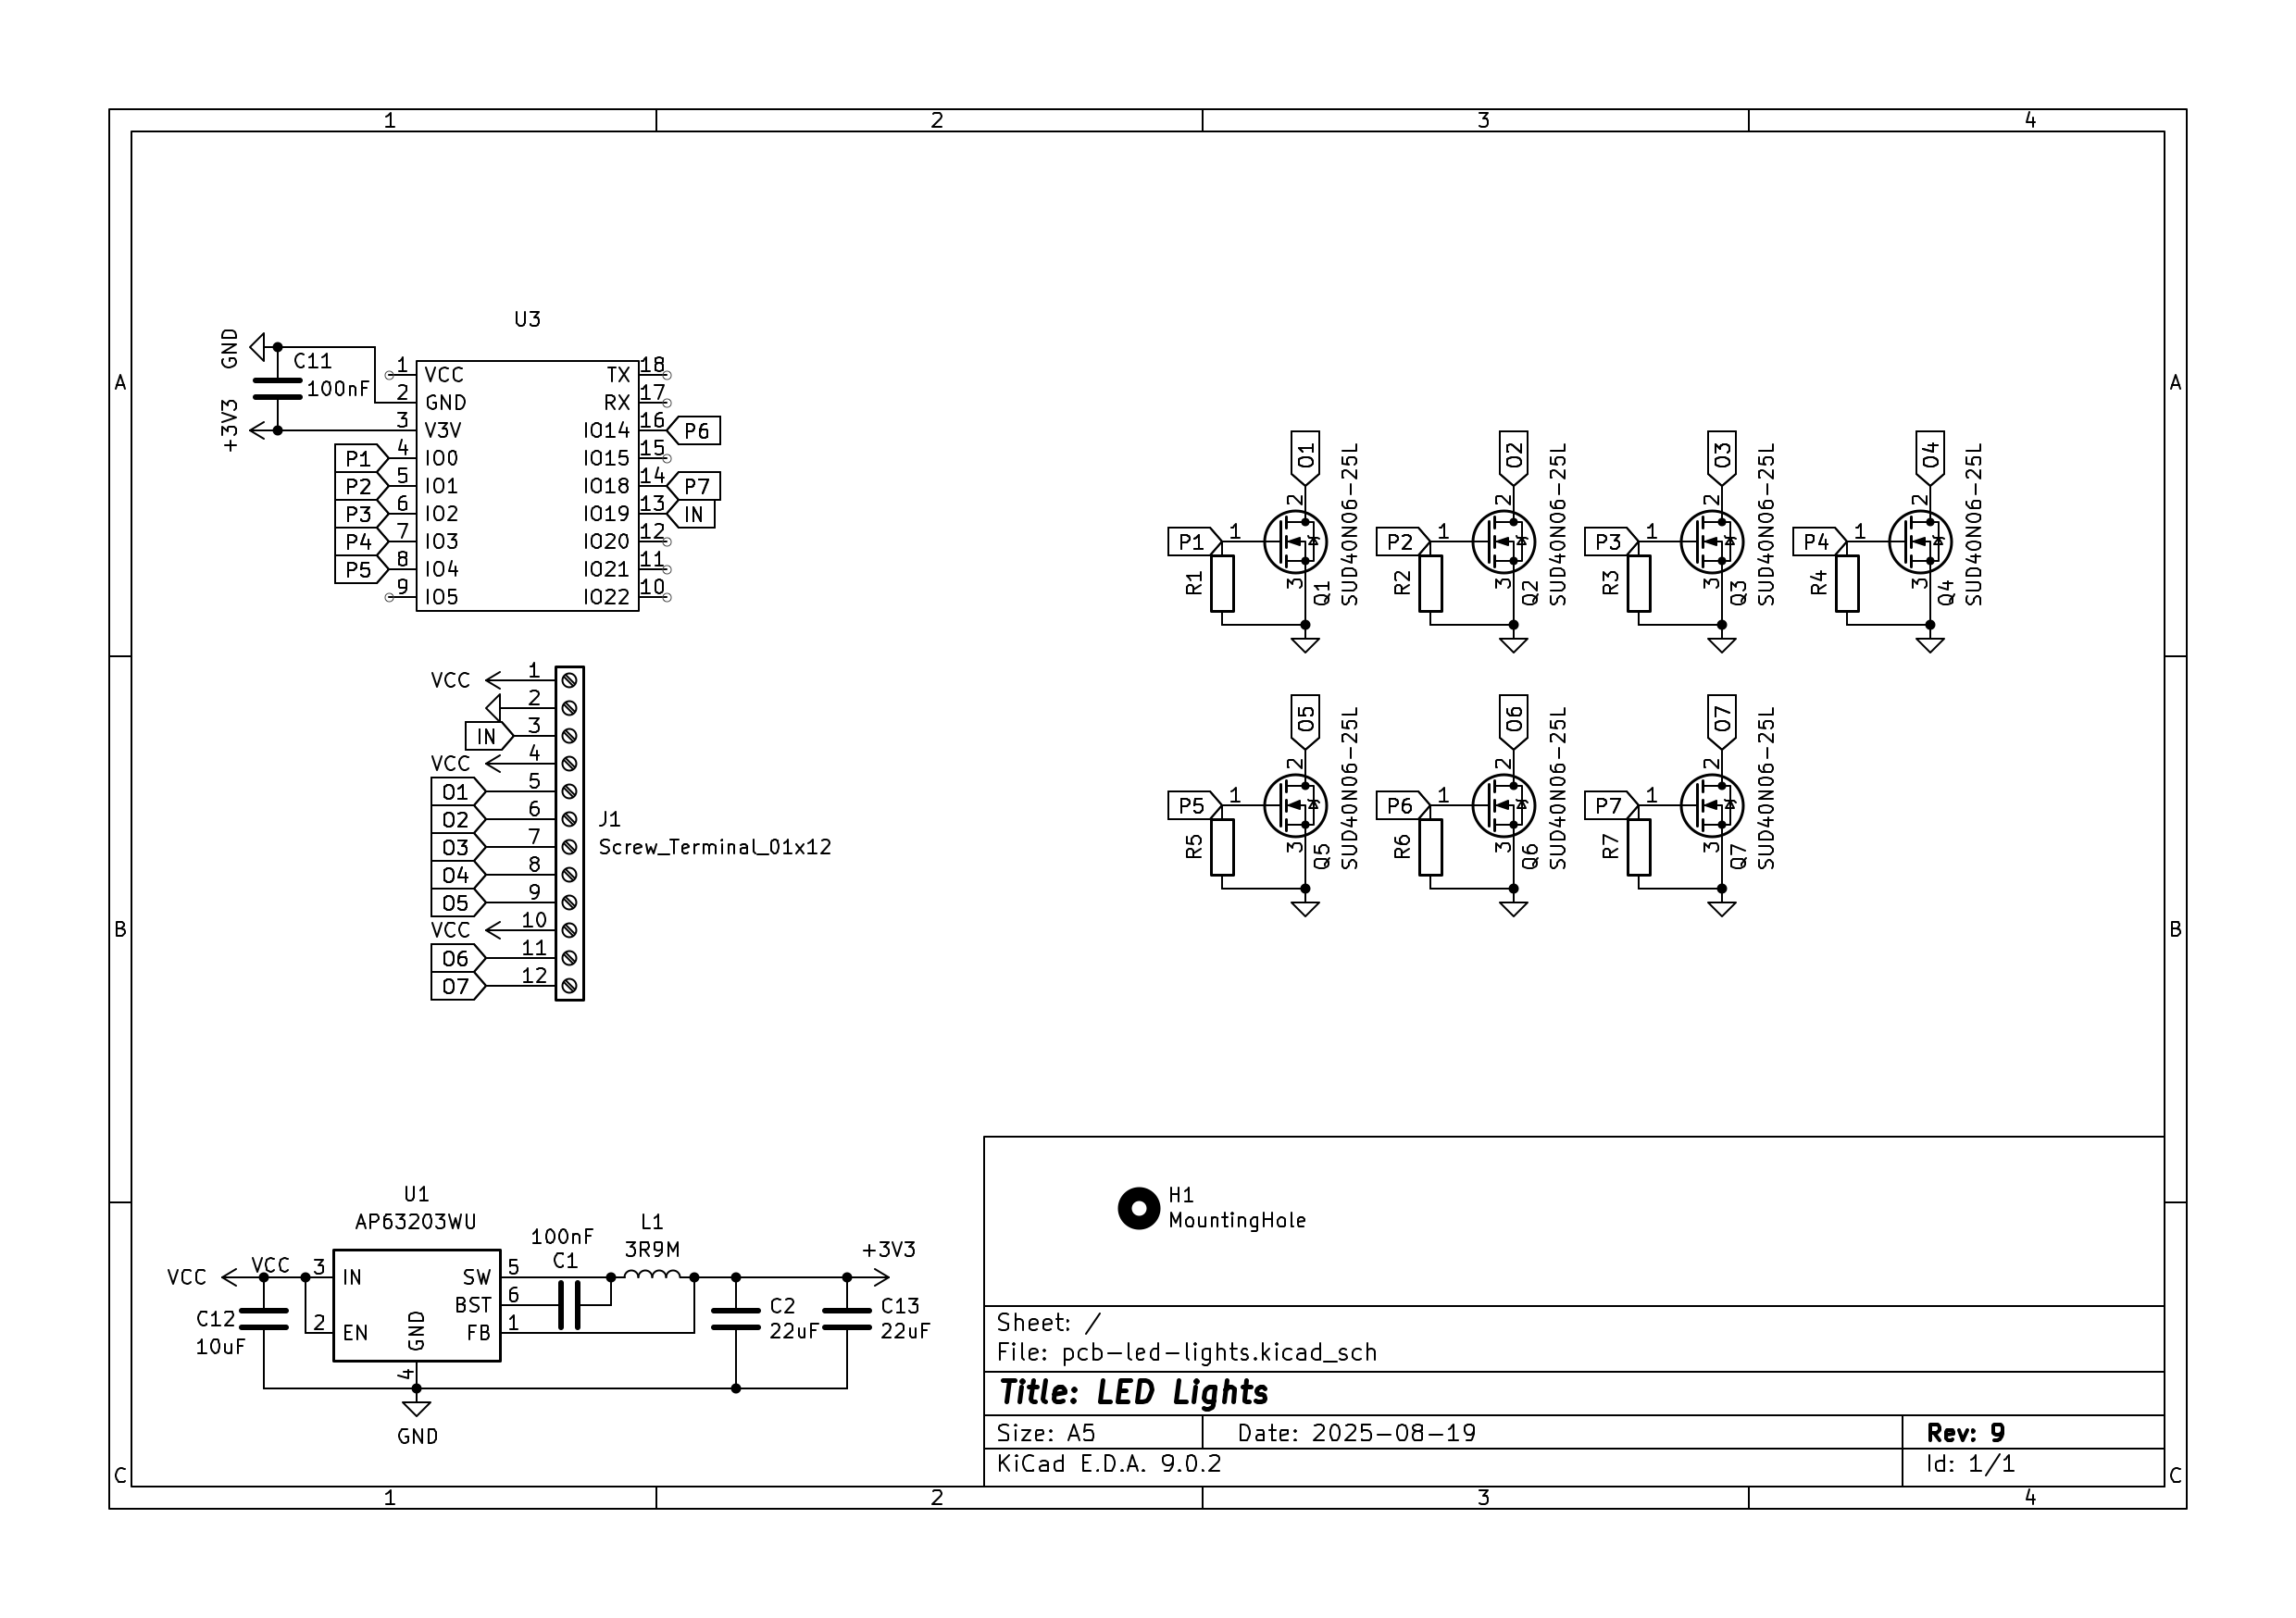 1 2 3 4
A A
B B
C C
1 2 3 4
U3
GND
+3V3
C11
100nF
1 VCC
2 GND
3 V3V
P1 4 IO0
P2 5 IO1
P3 6 IO2
P4 7 IO3
P5 8 IO4
9 IO5
TX 18
RX 17
IO14 16 P6
IO15 15
IO18 14 P7
IO19 13 IN
IO20 12
IO21 11
IO22 10
VCC 1
2
IN 3
VCC 4
O1 5
O2 6
O3 7
O4 8
O5 9
VCC 10
O6 11
O7 12
J1
Screw_Terminal_01x12
O1
2
P1 1
3
R1
Q1
SUD40N06-25L
O2
2
P2 1
3
R2
Q2
SUD40N06-25L
O3
2
P3 1
3
R3
Q3
SUD40N06-25L
O4
2
P4 1
3
R4
Q4
SUD40N06-25L
O5
2
P5 1
3
R5
Q5
SUD40N06-25L
O6
2
P6 1
3
R6
Q6
SUD40N06-25L
O7
2
P7 1
3
R7
Q7
SUD40N06-25L
U1
AP63203WU
VCC VCC 3 IN
2 EN
C12
10uF
SW 5
BST 6
FB 1
GND
4
GND
100nF
C1
L1
3R9M
+3V3
C2
22uF
C13
22uF
H1
MountingHole
Sheet: /
File: pcb-led-lights.kicad_sch
Title: LED Lights
Size: A5 Date: 2025-08-19 Rev: 9
KiCad E.D.A. 9.0.2 Id: 1/1